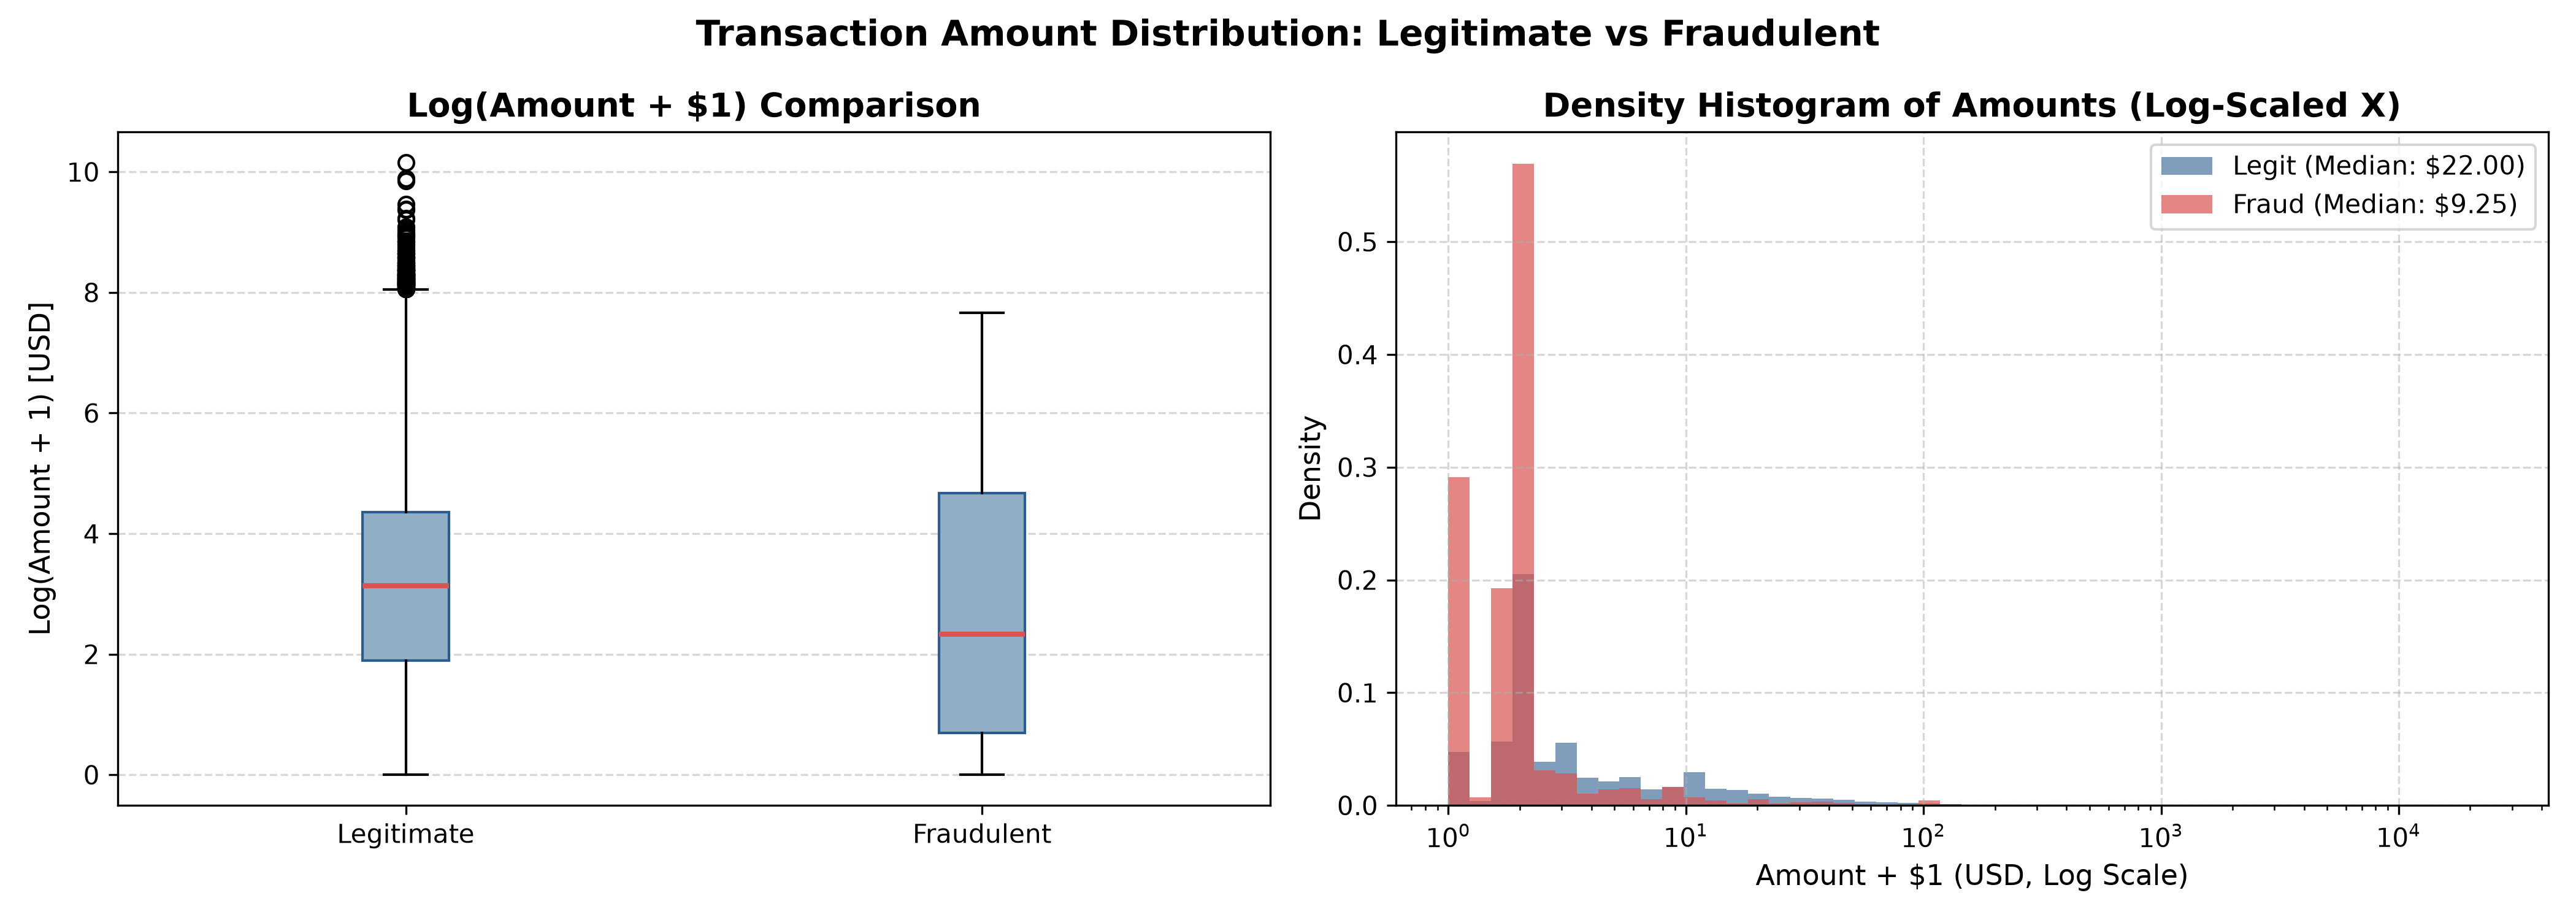 Transaction Amount Distribution: Legitimate vs Fraudulent
Log(Amount + $1) Comparison
Log(Amount + 1) [USD]
10
8
6
4
2
0
Legitimate
Fraudulent
Density Histogram of Amounts (Log-Scaled X)
Legit (Median: $22.00)
Fraud (Median: $9.25)
Density
0.5
0.4
0.3
0.2
0.1
0.0
10⁰
10¹
10²
10³
10⁴
Amount + $1 (USD, Log Scale)